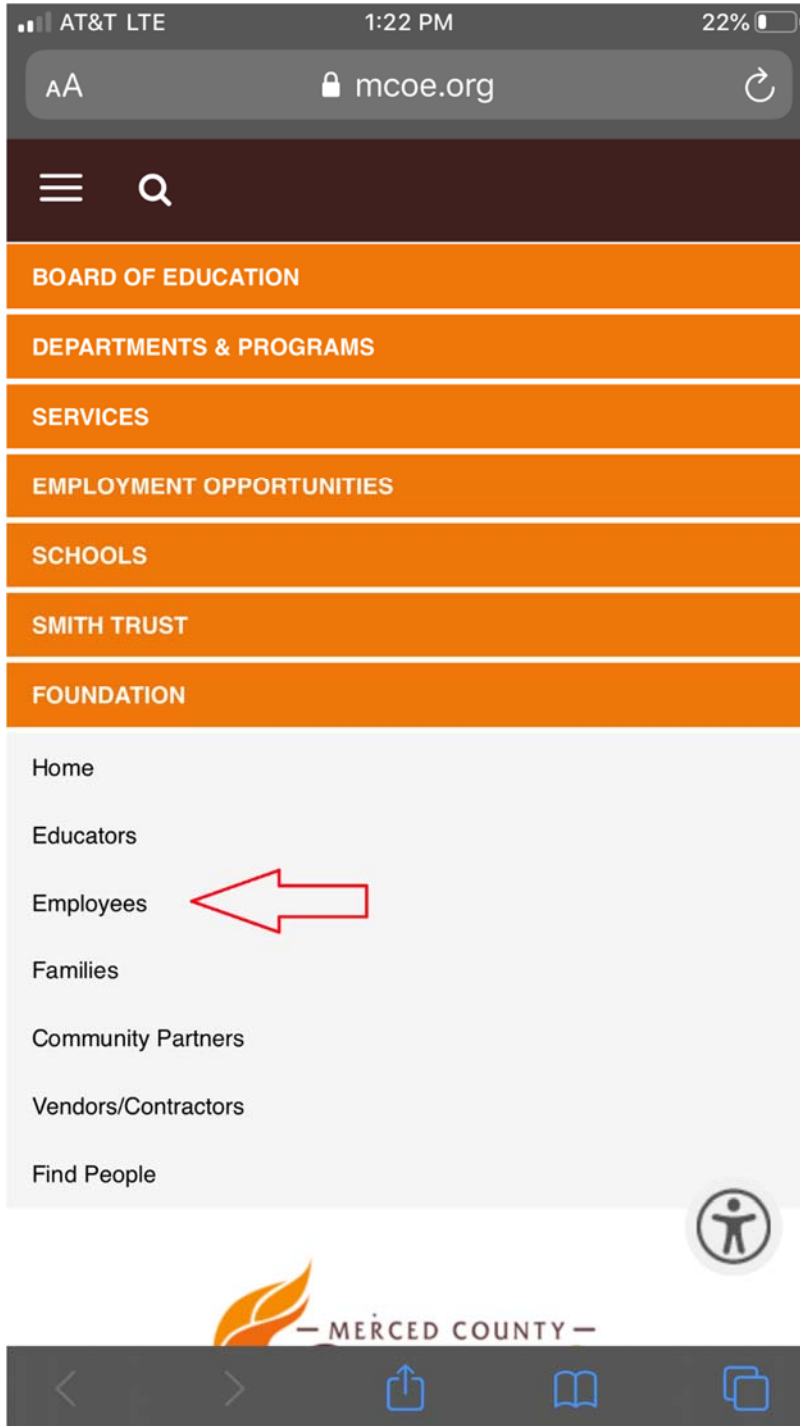 AT&T LTE 1:22 PM 22%
AA mcoe.org
BOARD OF EDUCATION
DEPARTMENTS & PROGRAMS
SERVICES
EMPLOYMENT OPPORTUNITIES
SCHOOLS
SMITH TRUST
FOUNDATION
Home
Educators
Employees
Families
Community Partners
Vendors/Contractors
Find People
MERCED COUNTY